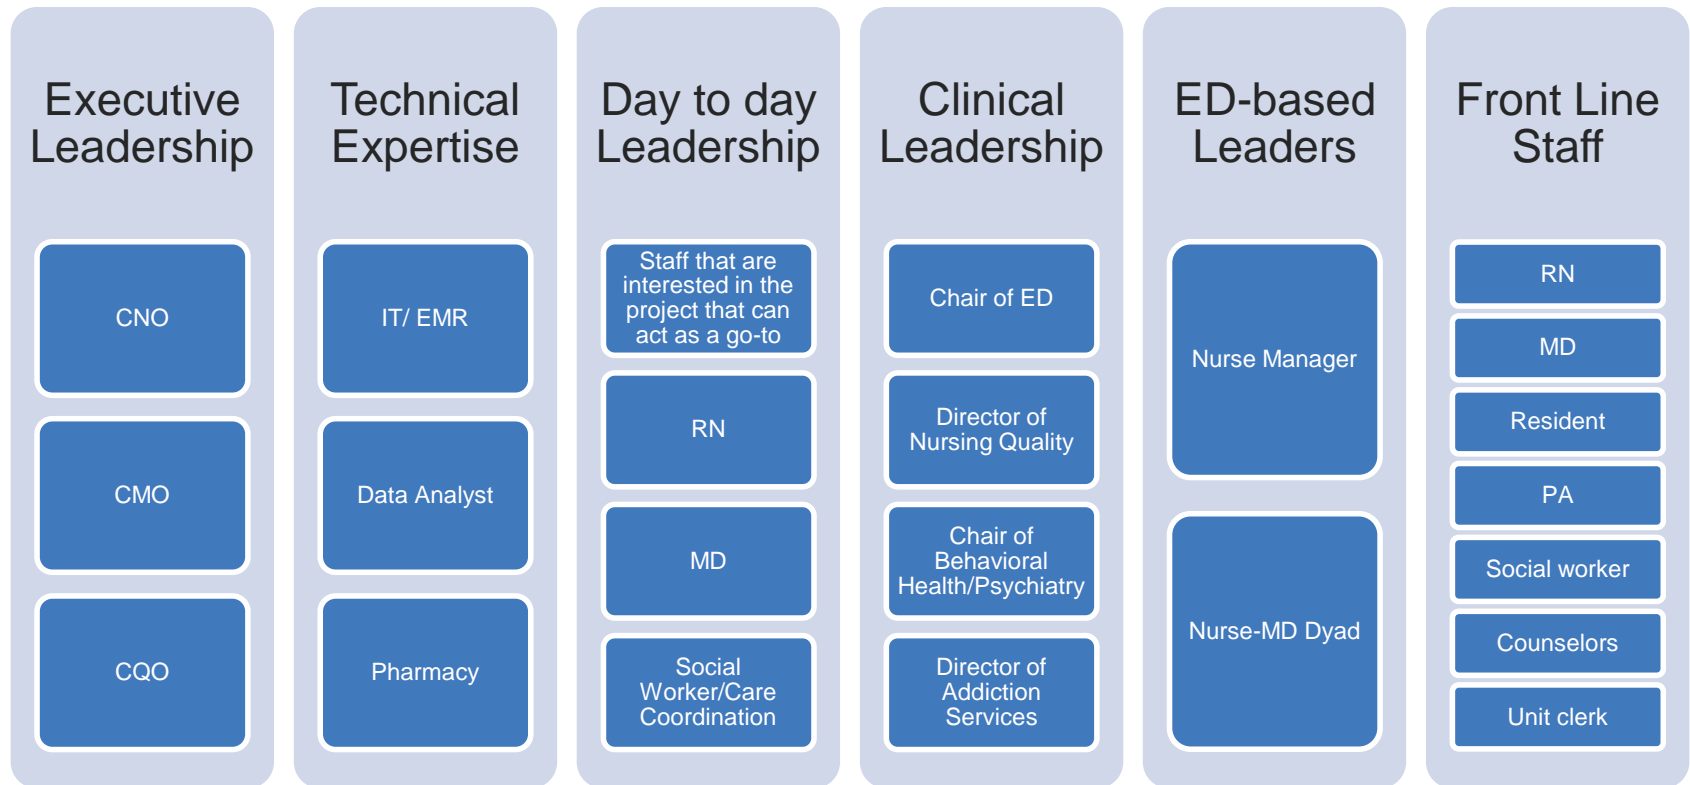 Executive
Leadership
CNO
CMO
CQO
Technical
Expertise
IT/ EMR
Data Analyst
Pharmacy
Day to day
Leadership
Staff that are
interested in the
project that can
act as a go-to
RN
MD
Social
Worker/Care
Coordination
Clinical
Leadership
Chair of ED
Director of
Nursing Quality
Chair of
Behavioral
Health/Psychiatry
Director of
Addiction
Services
ED-based
Leaders
Nurse Manager
Nurse-MD Dyad
Front Line
Staff
RN
MD
Resident
PA
Social worker
Counselors
Unit clerk